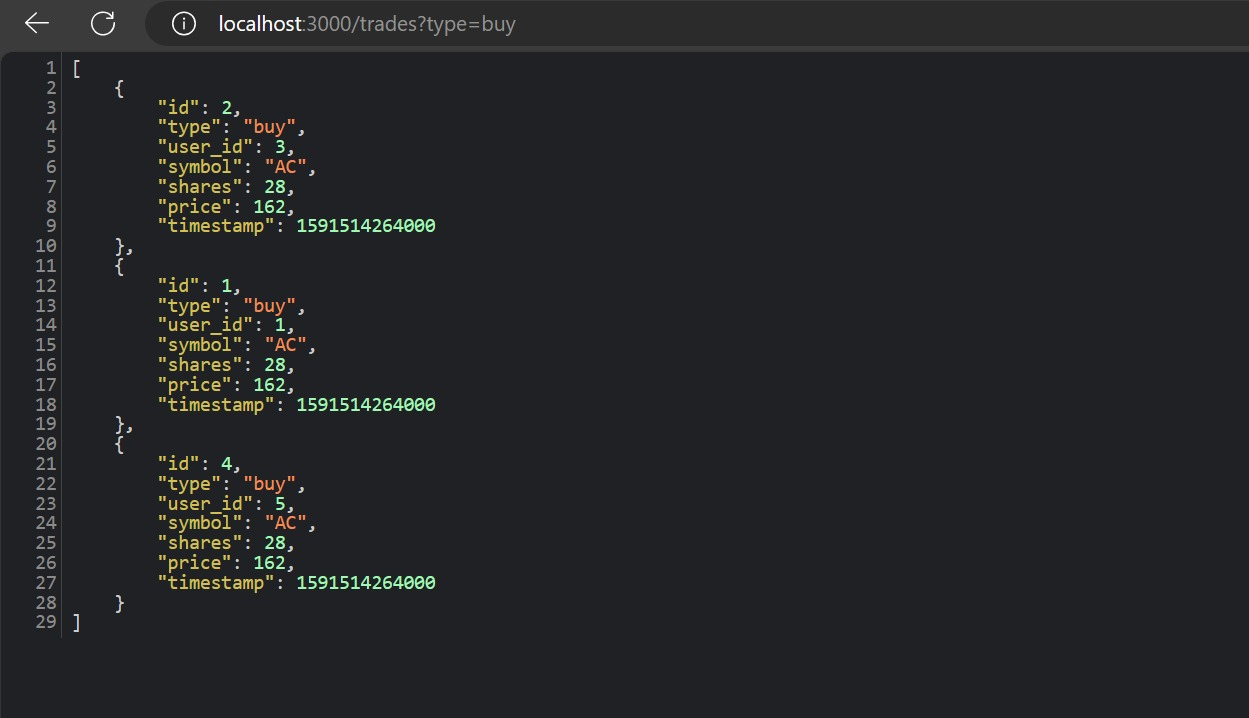 localhost:3000/trades?type=buy
1 [
2     {
3         "id": 2,
4         "type": "buy",
5         "user_id": 3,
6         "symbol": "AC",
7         "shares": 28,
8         "price": 162,
9         "timestamp": 1591514264000
10     },
11     {
12         "id": 1,
13         "type": "buy",
14         "user_id": 1,
15         "symbol": "AC",
16         "shares": 28,
17         "price": 162,
18         "timestamp": 1591514264000
19     },
20     {
21         "id": 4,
22         "type": "buy",
23         "user_id": 5,
24         "symbol": "AC",
25         "shares": 28,
26         "price": 162,
27         "timestamp": 1591514264000
28     }
29 ]